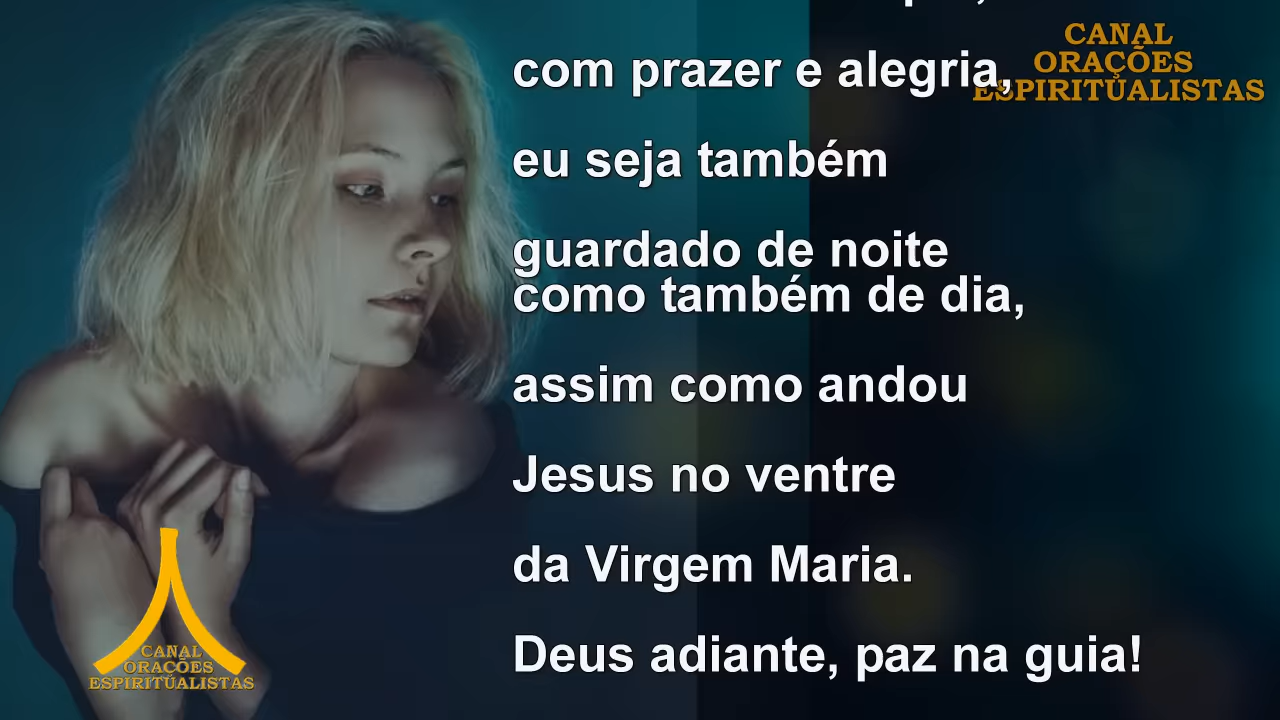 com prazer e alegria,
CANAL
ORAÇÕES
ESPIRITUALISTAS
eu seja também
guardado de noite
como também de dia,
assim como andou
Jesus no ventre
da Virgem Maria.
Deus adiante, paz na guia!
CANAL
ORAÇÕES
ESPIRITUALISTAS